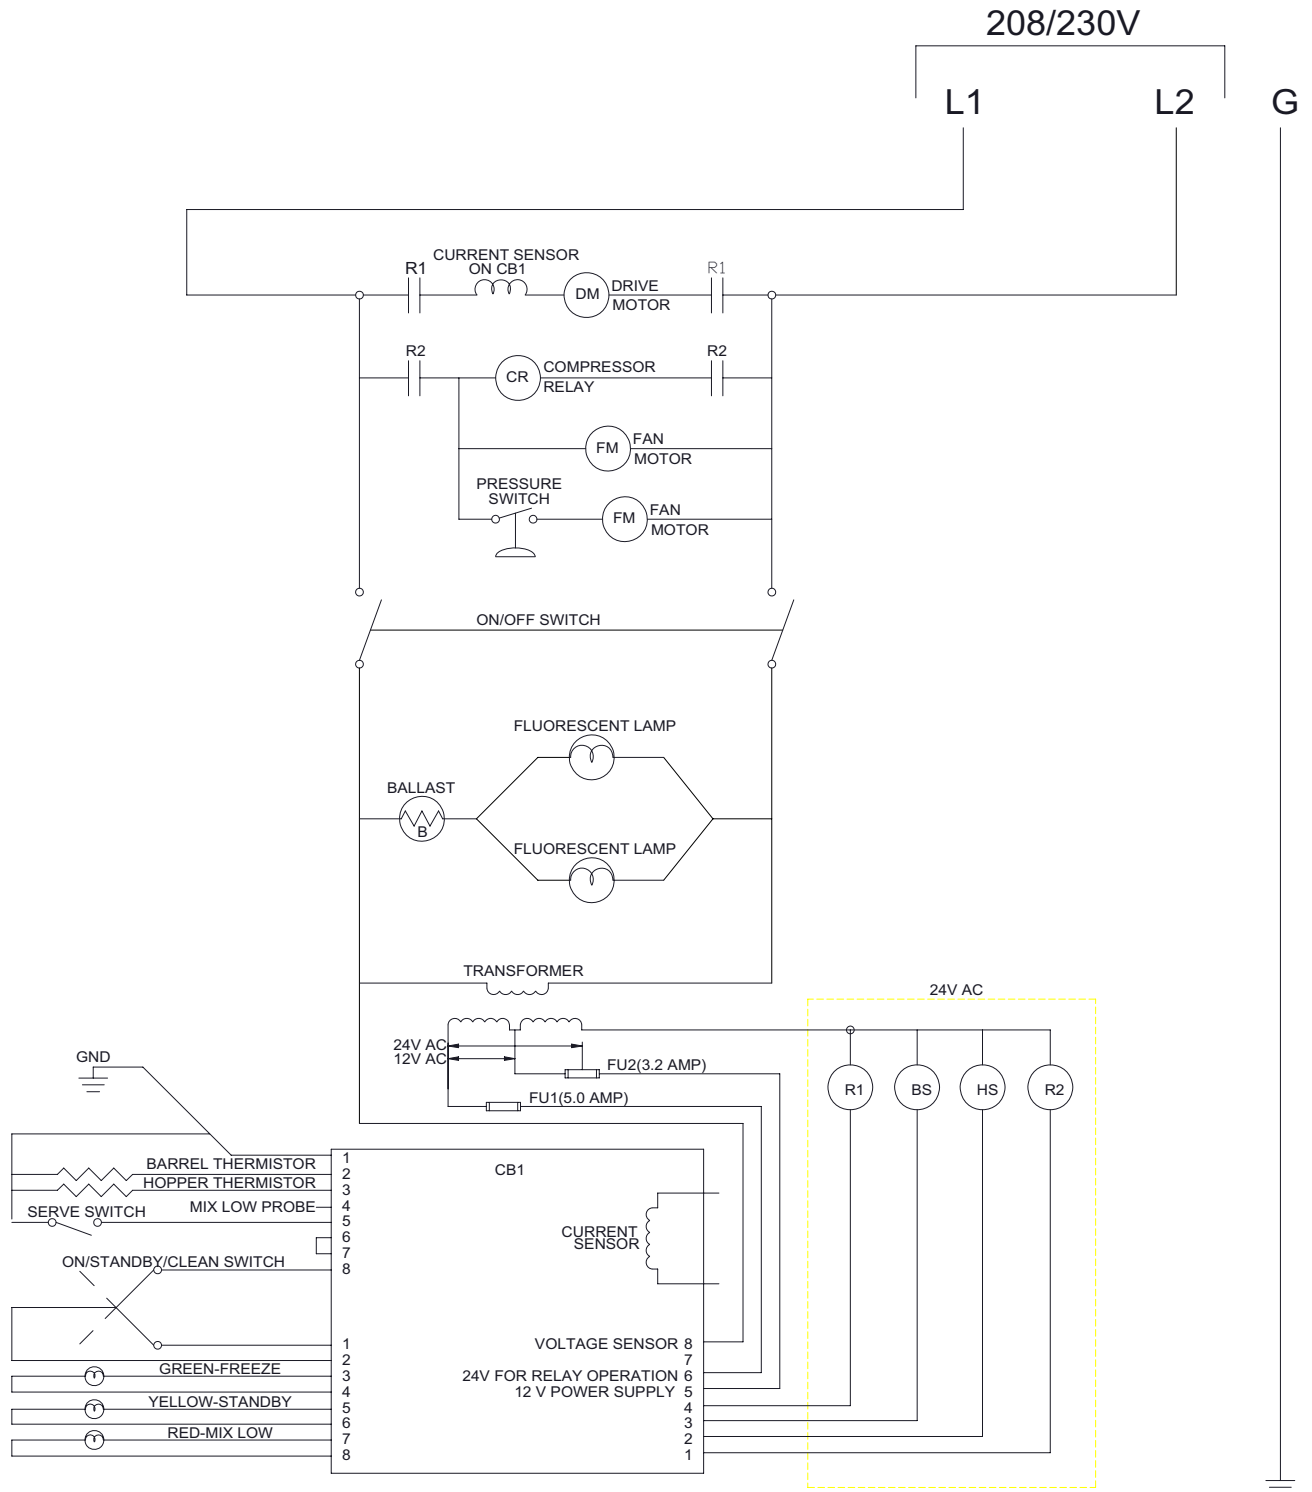 208/230V
L1
L2
G
CURRENT SENSOR
ON CB1
R1
R1
DM
DRIVE
MOTOR
R2
R2
CR
COMPRESSOR
RELAY
FM
FAN
MOTOR
PRESSURE
SWITCH
FM
FAN
MOTOR
ON/OFF SWITCH
FLUORESCENT LAMP
BALLAST
B
FLUORESCENT LAMP
TRANSFORMER
24V AC
24V AC
12V AC
FU2(3.2 AMP)
FU1(5.0 AMP)
R1
BS
HS
R2
GND
CB1
1
BARREL THERMISTOR
2
HOPPER THERMISTOR
3
MIX LOW PROBE
4
SERVE SWITCH
5
6
7
ON/STANDBY/CLEAN SWITCH
8
CURRENT
SENSOR
1
2
GREEN-FREEZE
3
4
YELLOW-STANDBY
5
6
RED-MIX LOW
7
8
VOLTAGE SENSOR 8
7
24V FOR RELAY OPERATION 6
12 V POWER SUPPLY 5
4
3
2
1